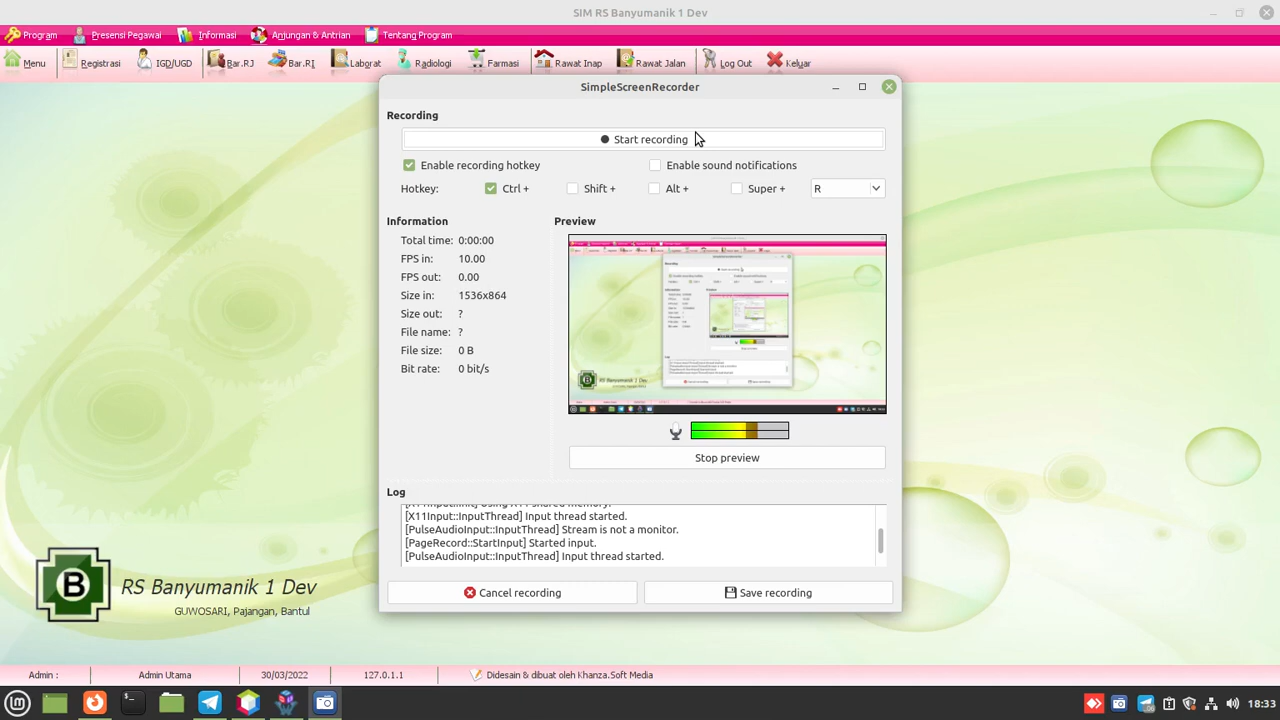 SIM RS Banyumanik 1 Dev
Program Presensi Pegawai Informasi Anjungan & Antrian Tentang Program
Menu Registrasi IGD/UGD Bar.RJ Bar.RI Laborat Radiologi Farmasi Rawat Inap Rawat Jalan Log Out Keluar
SimpleScreenRecorder
Recording
Start recording
Enable recording hotkey Enable sound notifications
Hotkey: Ctrl + Shift + Alt + Super + R
Information Preview
Total time: 0:00:00
FPS in: 10.00
FPS out: 0.00
Size in: 1536x864
Size out: ?
File name: ?
File size: 0 B
Bit rate: 0 bit/s
RS Banyumanik 1 Dev
Stop preview
Log
[X11Input::InputThread] Input thread started.
[PulseAudioInput::InputThread] Stream is not a monitor.
[PageRecord::StartInput] Started input.
[PulseAudioInput::InputThread] Input thread started.
Cancel recording Save recording
B
RS Banyumanik 1 Dev
GUWOSARI, Pajangan, Bantul
Admin : Admin Utama 30/03/2022 127.0.1.1 Didesain & dibuat oleh Khanza.Soft Media
18:33